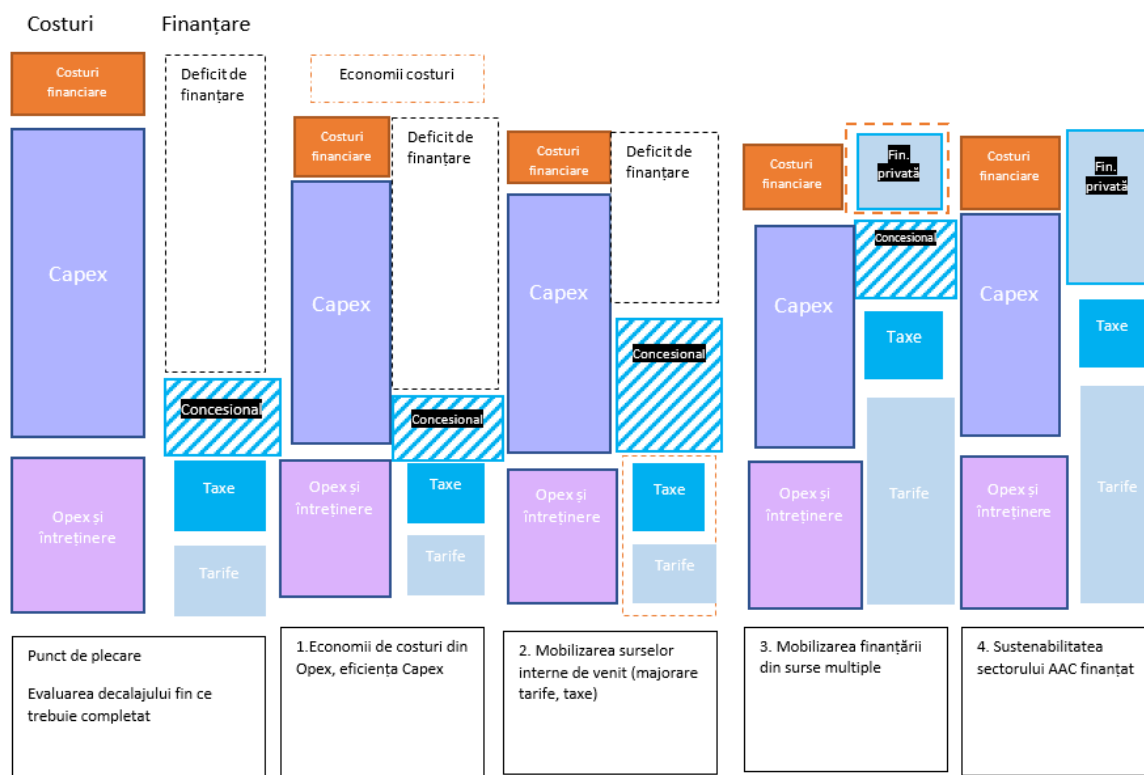 Costuri
Finanțare
Costuri
financiare
Capex
Opex și
întreținere
Deficit de
finanțare
Concesional
Taxe
Tarife
Punct de plecare
Evaluarea decalajului fin ce
trebuie completat
Economii costuri
Costuri
financiare
Capex
Opex și
întreținere
Deficit de
finanțare
Concesional
Taxe
Tarife
1.Economii de costuri din
Opex, eficiența Capex
Costuri
financiare
Capex
Opex și
întreținere
Deficit de
finanțare
Concesional
Taxe
Tarife
2. Mobilizarea surselor
interne de venit (majorare
tarife, taxe)
Costuri
financiare
Capex
Opex și
întreținere
Fin.
privată
Concesional
Taxe
Tarife
3. Mobilizarea finanțării
din surse multiple
Costuri
financiare
Capex
Opex și
întreținere
Fin.
privată
Taxe
Tarife
4. Sustenabilitatea
sectorului AAC finanțat